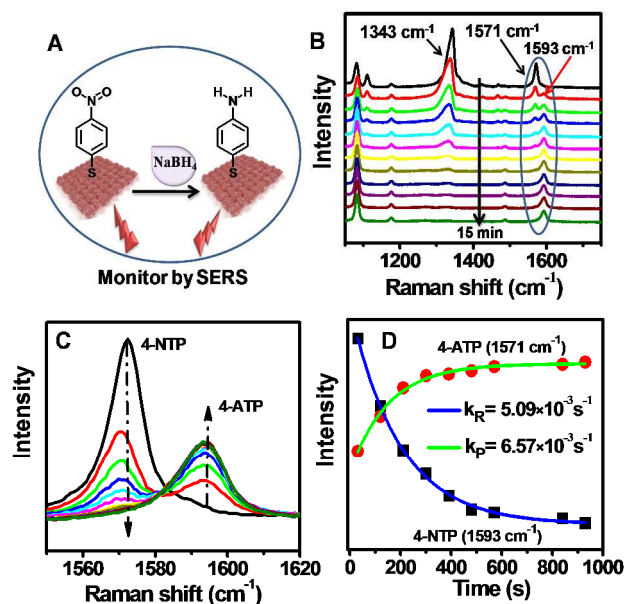 A
O N O
S
NaBH4
H N H
S
Monitor by SERS
B
1343 cm-1
1571 cm-1
1593 cm-1
Intensity
15 min
1200 1400 1600
Raman shift (cm-1)
C
4-NTP
4-ATP
Intensity
1560 1580 1600 1620
Raman shift (cm-1)
D
4-ATP (1571 cm-1)
kR= 5.09×10-3s-1
kP= 6.57×10-3s-1
4-NTP (1593 cm-1)
Intensity
0 200 400 600 800 1000
Time (s)